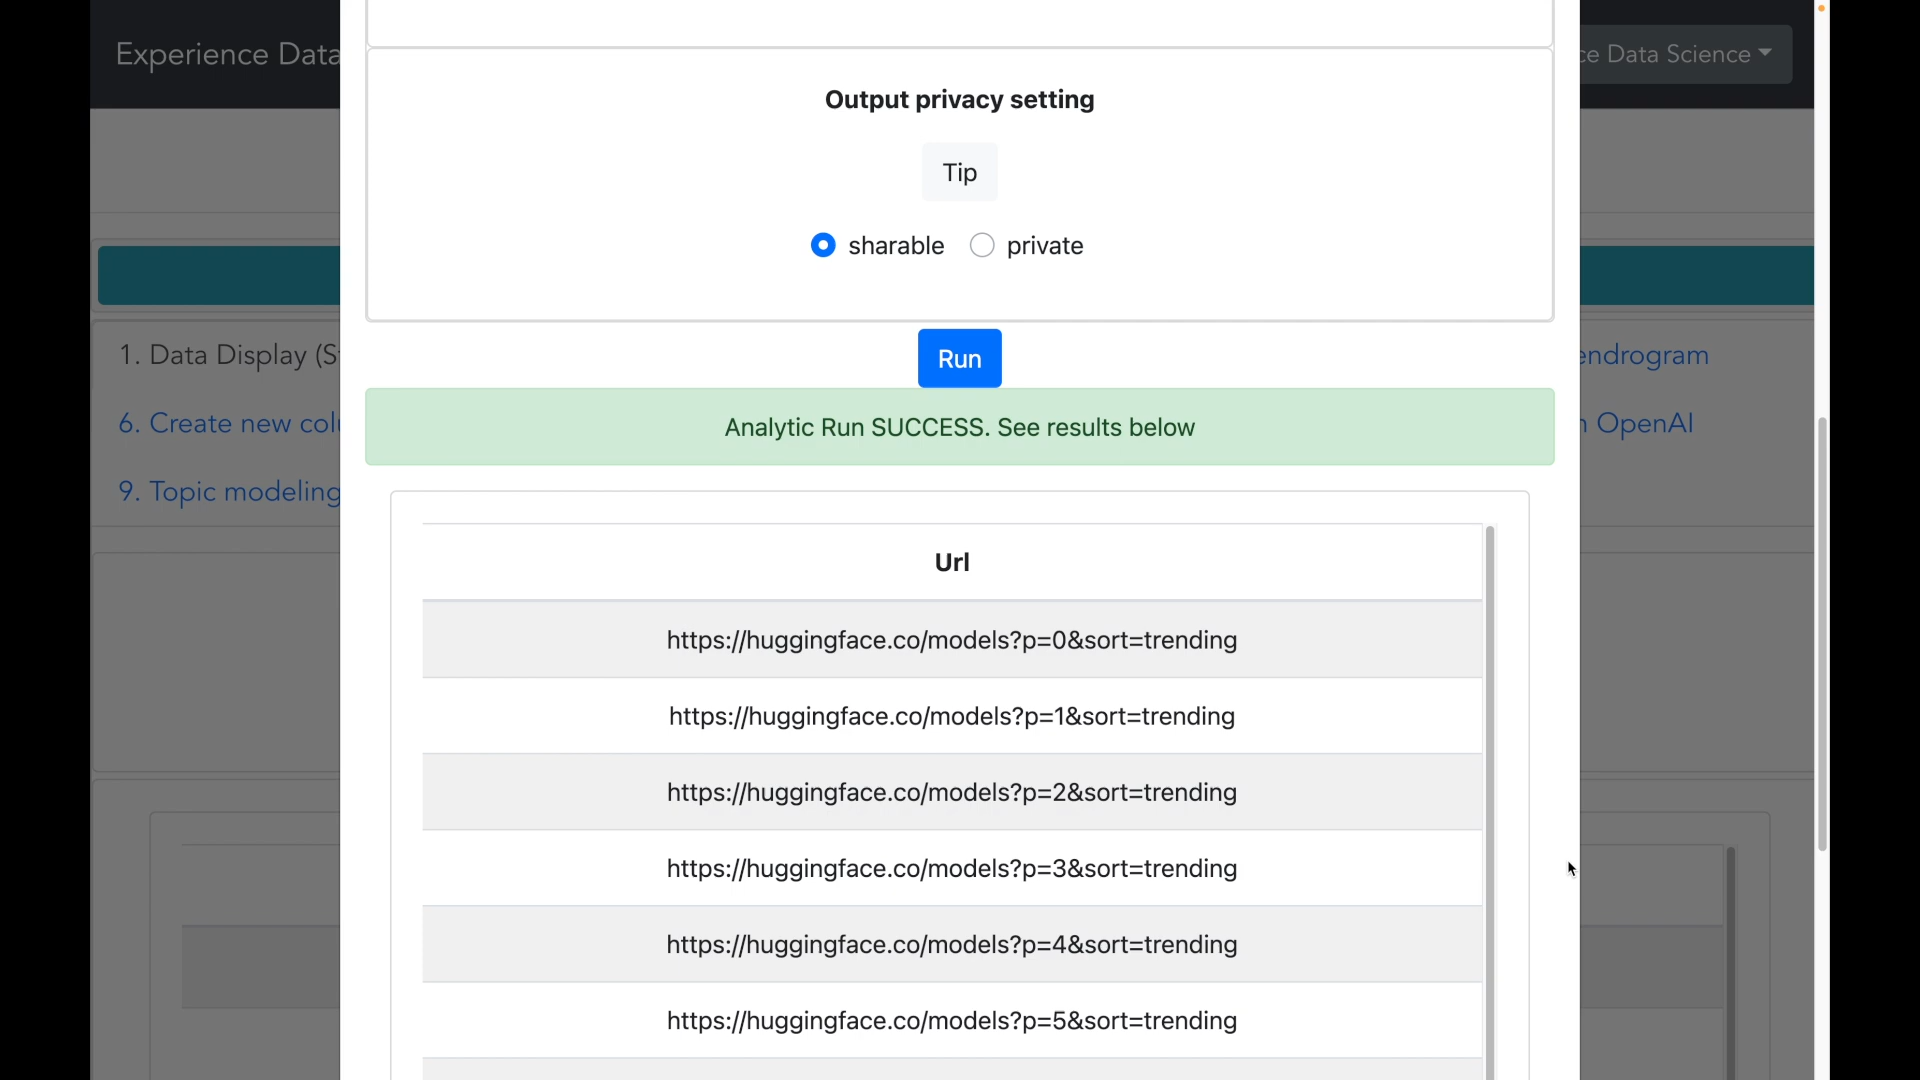 Experience Data
ce Data Science
Output privacy setting
Tip
sharable private
Run
1. Data Display (S
endrogram
Analytic Run SUCCESS. See results below
6. Create new colu
n OpenAI
9. Topic modeling
Url
https://huggingface.co/models?p=0&sort=trending
https://huggingface.co/models?p=1&sort=trending
https://huggingface.co/models?p=2&sort=trending
https://huggingface.co/models?p=3&sort=trending
https://huggingface.co/models?p=4&sort=trending
https://huggingface.co/models?p=5&sort=trending